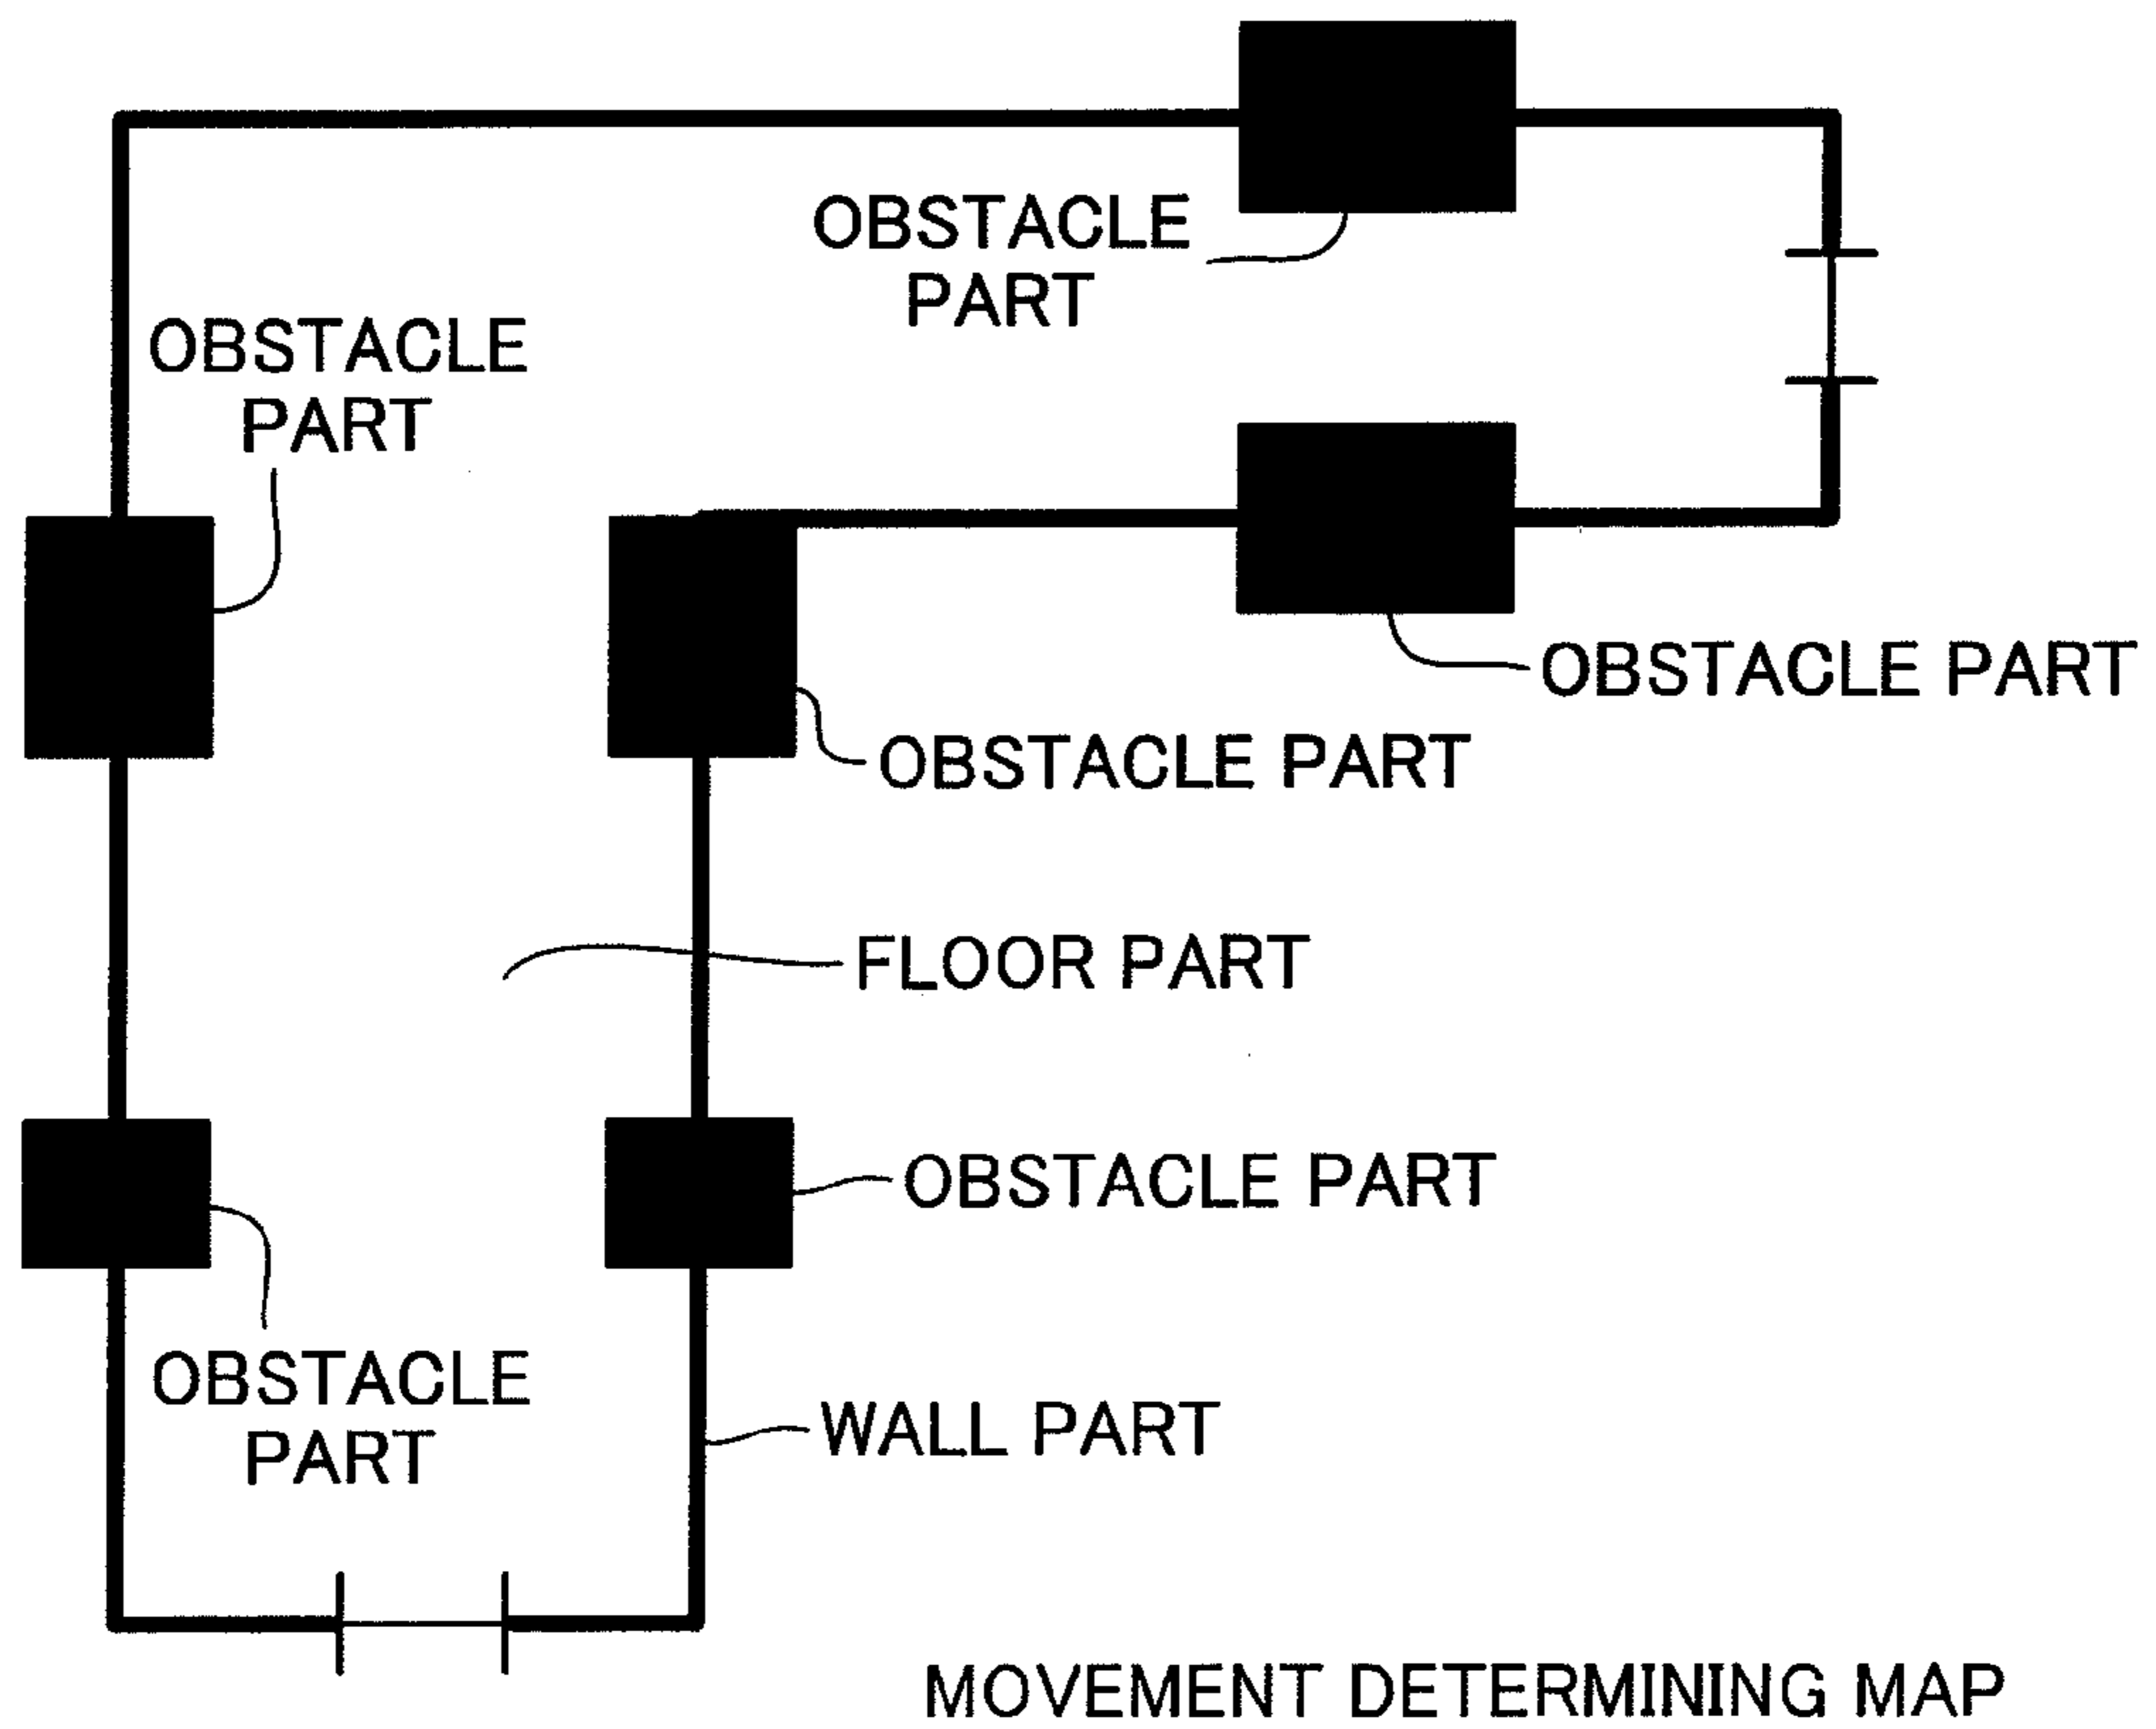 OBSTACLE
PART
OBSTACLE
PART
OBSTACLE PART
OBSTACLE PART
FLOOR PART
OBSTACLE PART
OBSTACLE
PART
WALL PART
MOVEMENT DETERMINING MAP